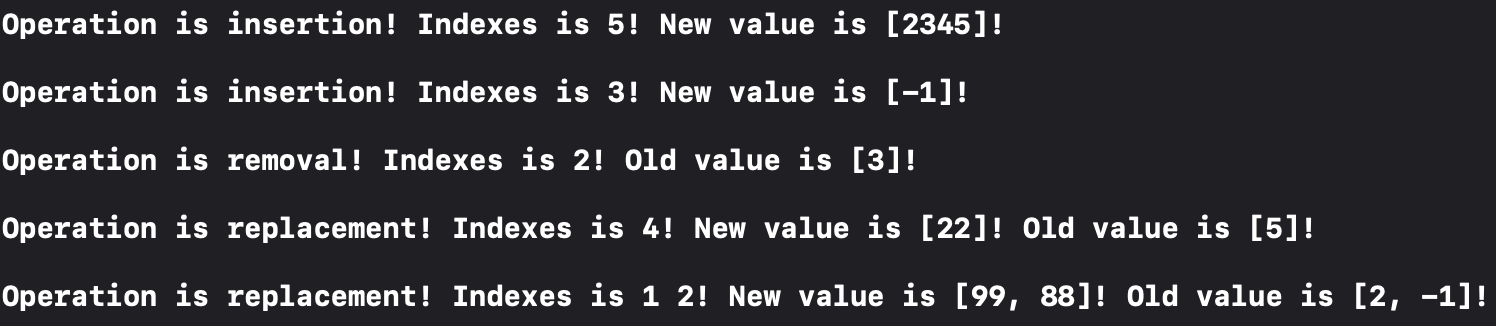 Operation is insertion! Indexes is 5! New value is [2345]!
Operation is insertion! Indexes is 3! New value is [-1]!
Operation is removal! Indexes is 2! Old value is [3]!
Operation is replacement! Indexes is 4! New value is [22]! Old value is [5]!
Operation is replacement! Indexes is 1 2! New value is [99, 88]! Old value is [2, -1]!